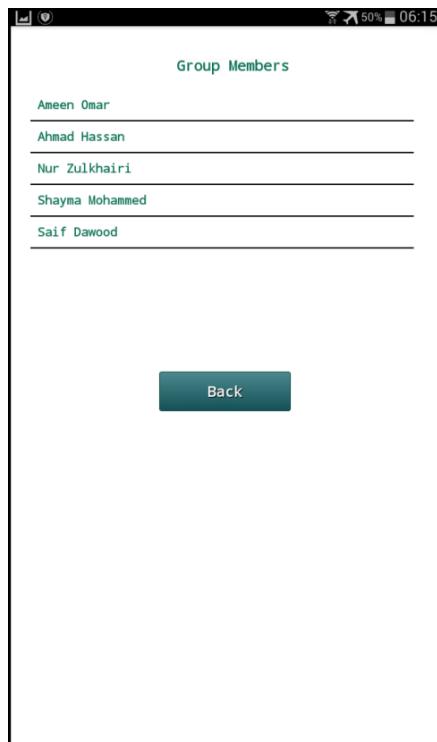 50% 06:15
Group Members
Ameen Omar
Ahmad Hassan
Nur Zulkhairi
Shayma Mohammed
Saif Dawood
Back